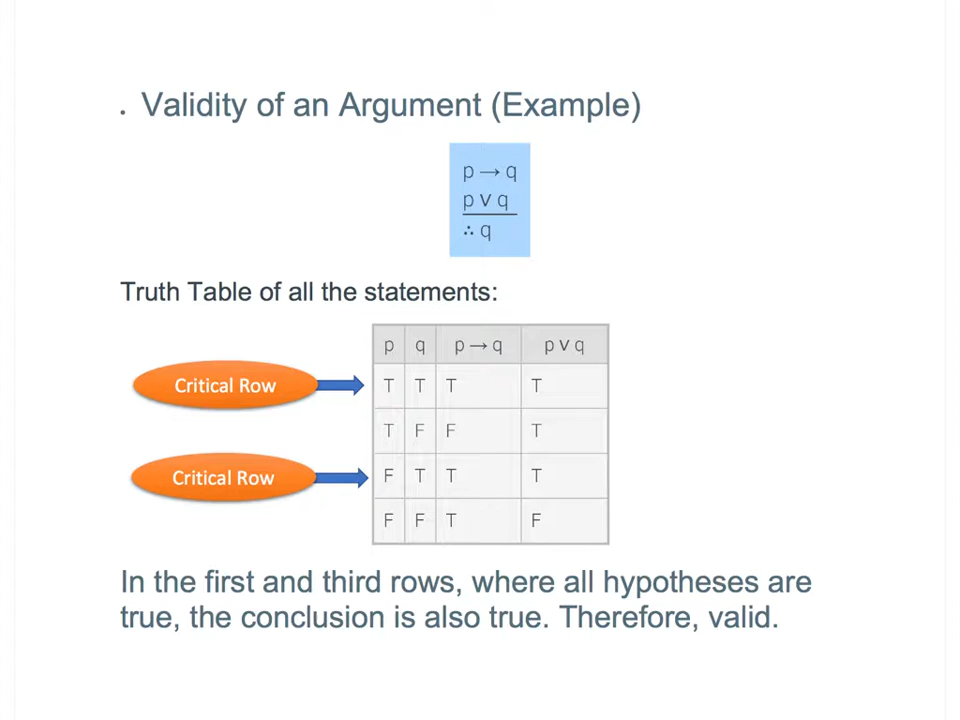 . Validity of an Argument (Example)
p → q
p ∨ q
∴ q
Truth Table of all the statements:
p q p → q p ∨ q
Critical Row T T T T
T F F T
Critical Row F T T T
F F T F
In the first and third rows, where all hypotheses are
true, the conclusion is also true. Therefore, valid.